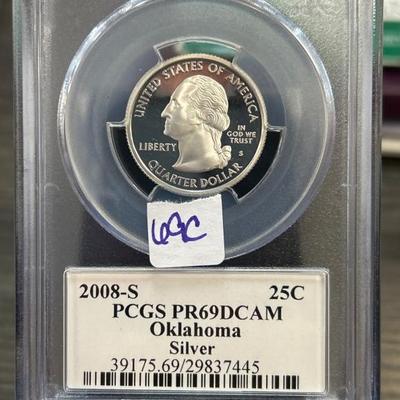 UNITED STATES OF AMERICA
LIBERTY
IN
GOD WE
TRUST
S
QUARTER DOLLAR
69C
2008-S 25C
PCGS PR69DCAM
Oklahoma
Silver
39175.69/29837445